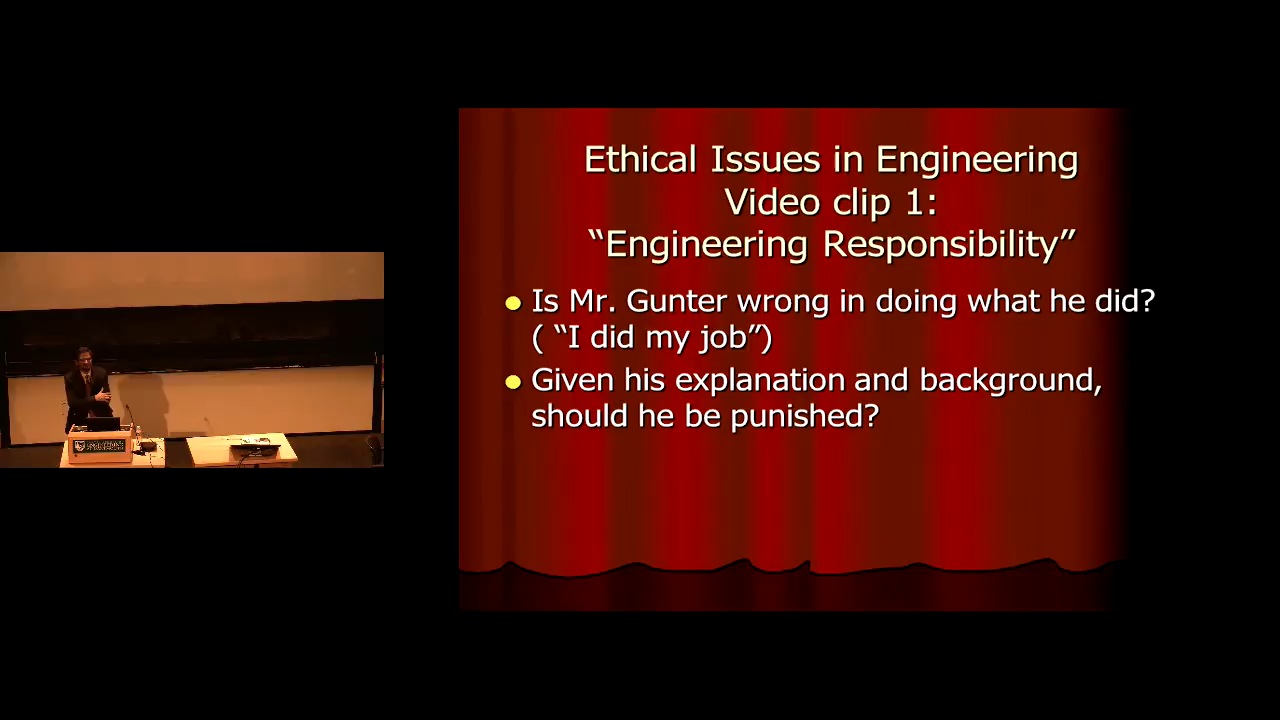 Ethical Issues in Engineering
Video clip 1:
“Engineering Responsibility”
• Is Mr. Gunter wrong in doing what he did?
( “I did my job”)
• Given his explanation and background,
should he be punished?